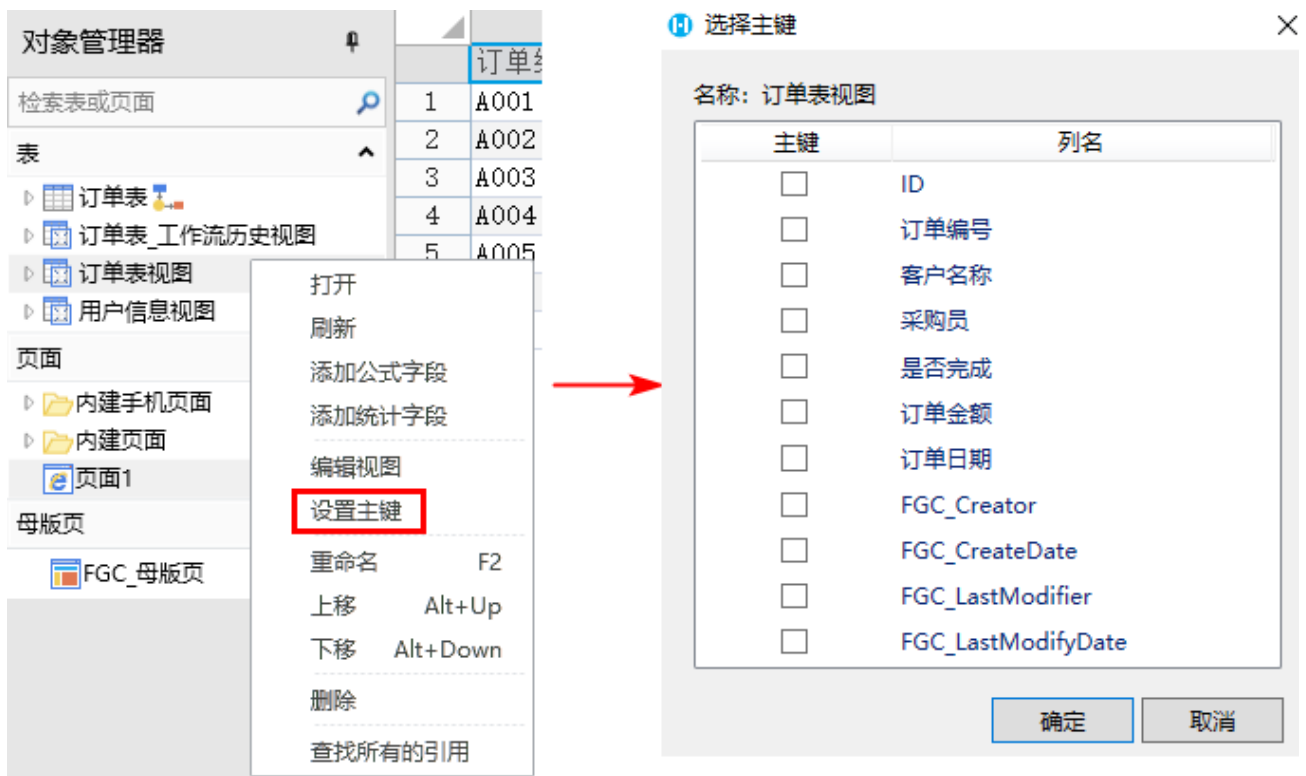 对象管理器
检索表或页面
表
订单表
订单表_工作流历史视图
订单表视图
用户信息视图
页面
内建手机页面
内建页面
页面1
母版页
FGC_母版页
订单
1 A001
2 A002
3 A003
4 A004
5 A005
打开
刷新
添加公式字段
添加统计字段
编辑视图
设置主键
重命名 F2
上移 Alt+Up
下移 Alt+Down
删除
查找所有的引用
选择主键
名称：订单表视图
主键 列名
ID
订单编号
客户名称
采购员
是否完成
订单金额
订单日期
FGC_Creator
FGC_CreateDate
FGC_LastModifier
FGC_LastModifyDate
确定 取消